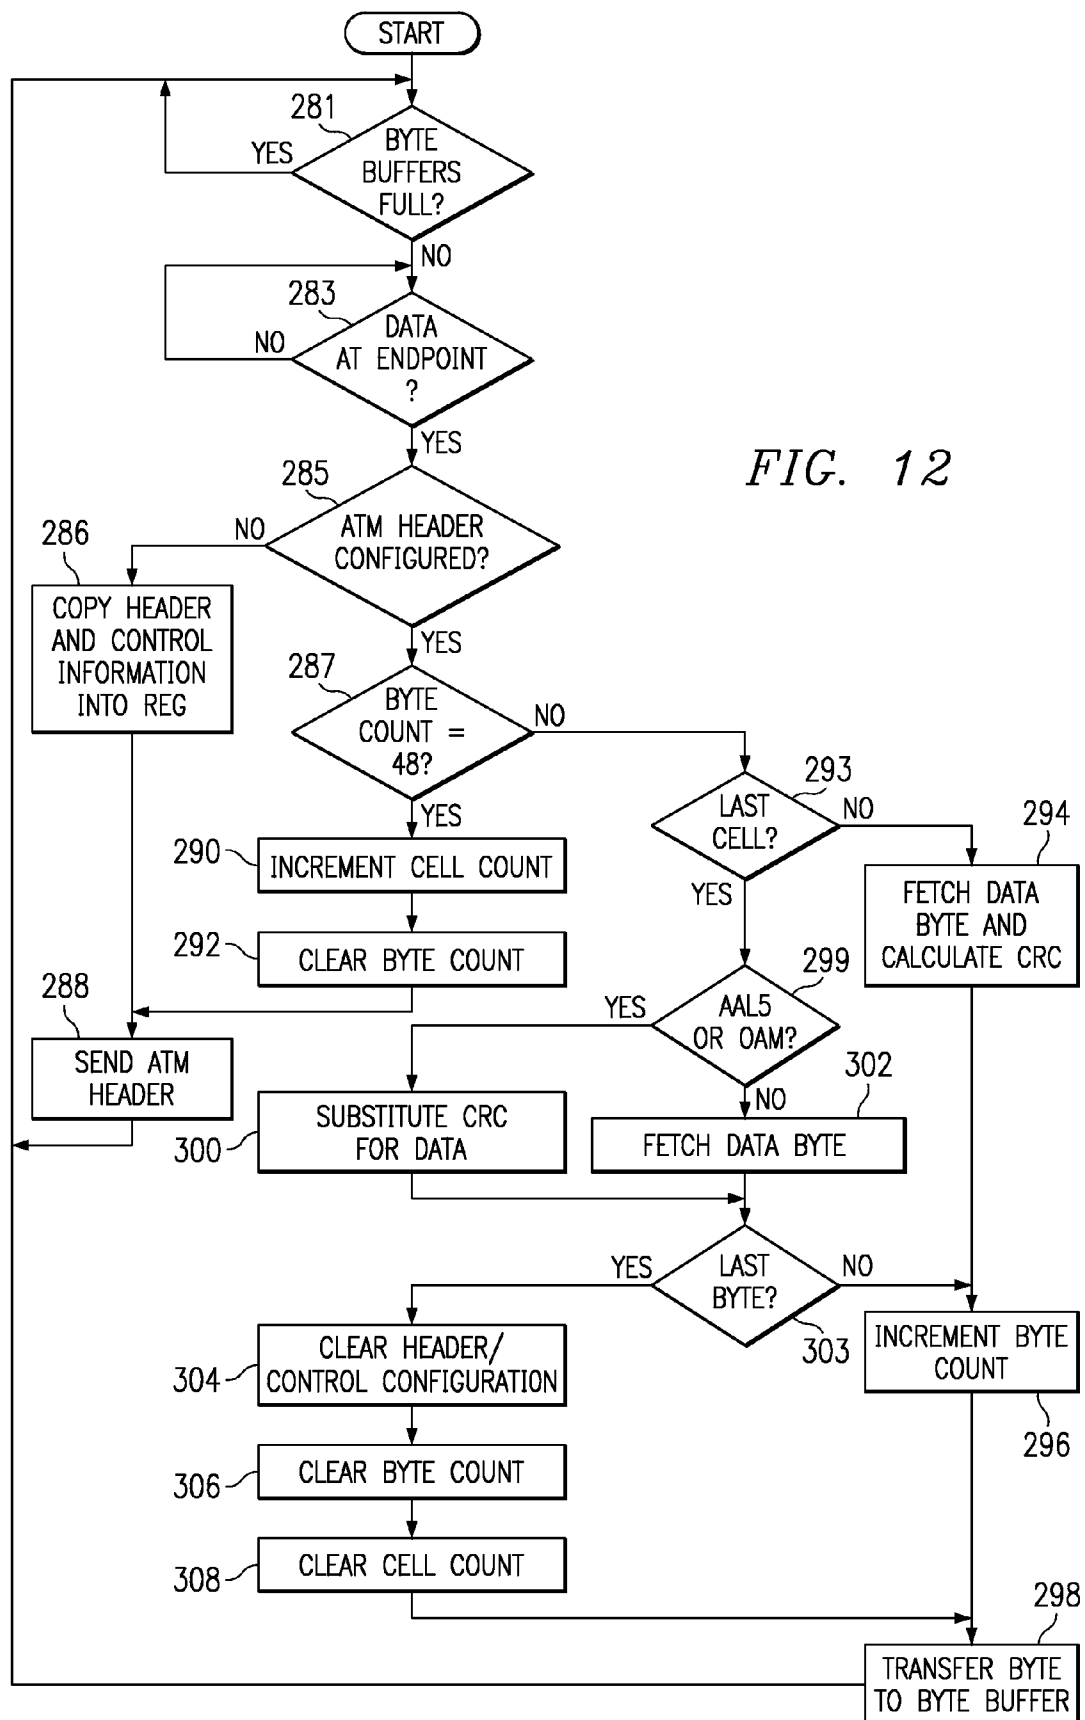 START
281
BYTE
BUFFERS
FULL?
YES
NO
283
DATA
AT ENDPOINT
?
NO
YES
FIG. 12
285
ATM HEADER
CONFIGURED?
NO
YES
286
COPY HEADER
AND CONTROL
INFORMATION
INTO REG
287
BYTE
COUNT =
48?
NO
YES
293
LAST
CELL?
NO
YES
294
FETCH DATA
BYTE AND
CALCULATE CRC
290
INCREMENT CELL COUNT
292
CLEAR BYTE COUNT
288
SEND ATM
HEADER
299
AAL5
OR OAM?
YES
NO
300
SUBSTITUTE CRC
FOR DATA
302
FETCH DATA BYTE
LAST
BYTE?
YES
NO
303
INCREMENT BYTE
COUNT
296
304
CLEAR HEADER/
CONTROL CONFIGURATION
306
CLEAR BYTE COUNT
308
CLEAR CELL COUNT
298
TRANSFER BYTE
TO BYTE BUFFER